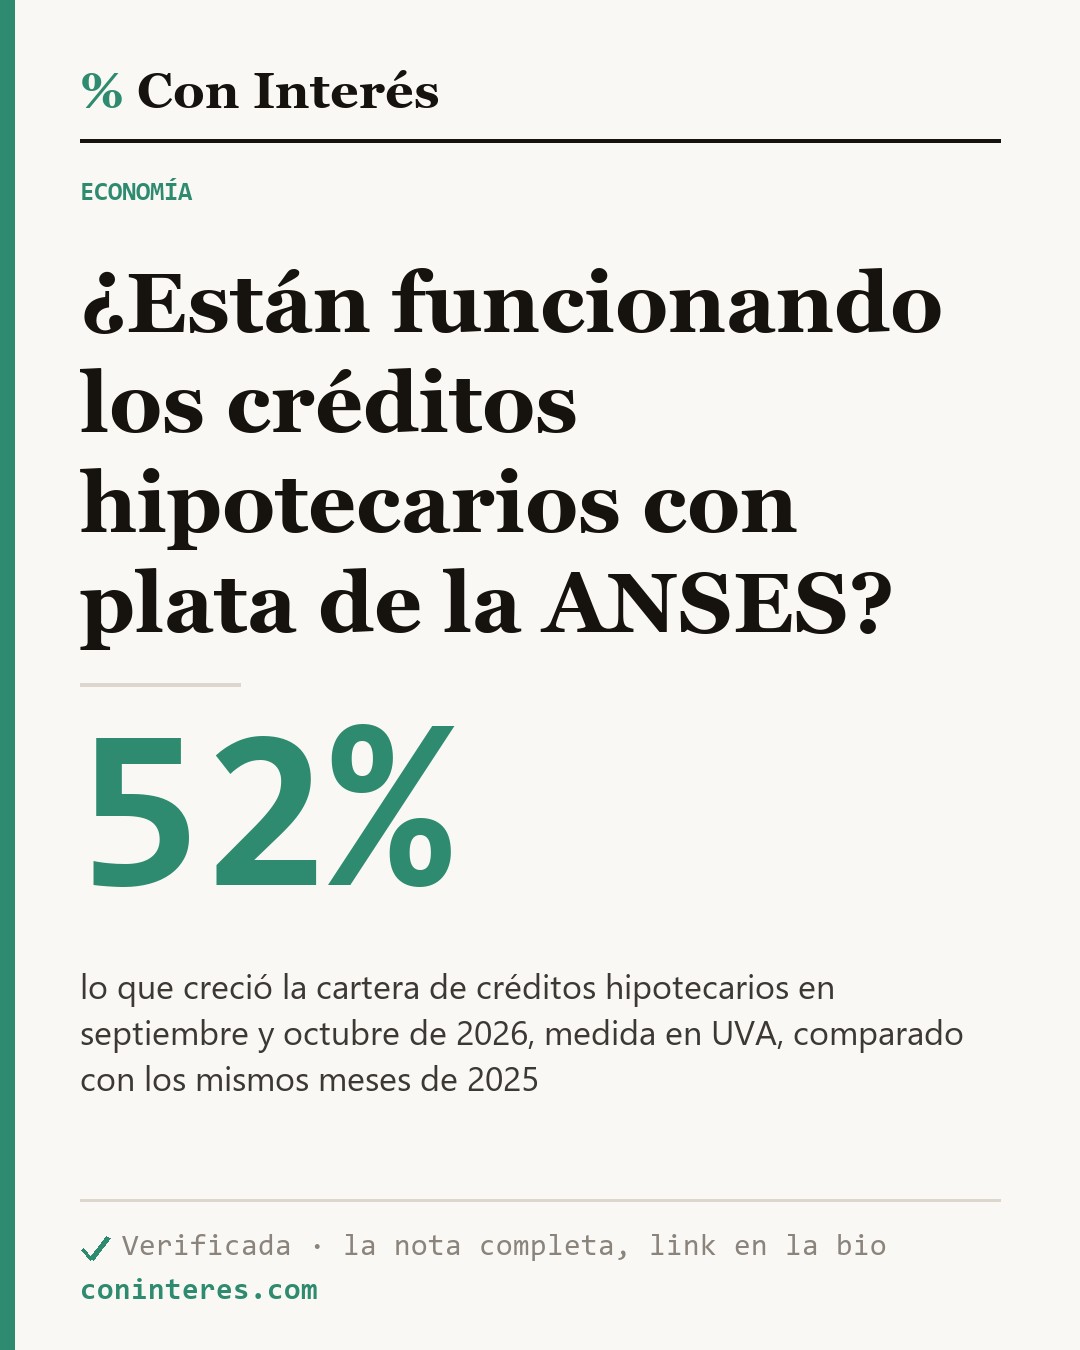 % Con Interés
ECONOMÍA
¿Están funcionando
los créditos
hipotecarios con
plata de la ANSES?
52%
lo que creció la cartera de créditos hipotecarios en
septiembre y octubre de 2026, medida en UVA, comparado
con los mismos meses de 2025
✓ Verificada · la nota completa, link en la bio
coninteres.com